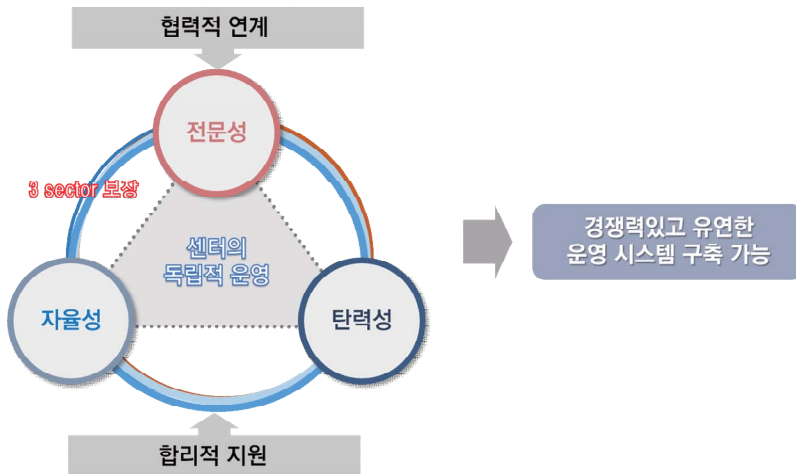 협력적 연계
전문성
3 sector 보장
센터의
독립적 운영
경쟁력있고 유연한
운영 시스템 구축 가능
자율성
탄력성
합리적 지원